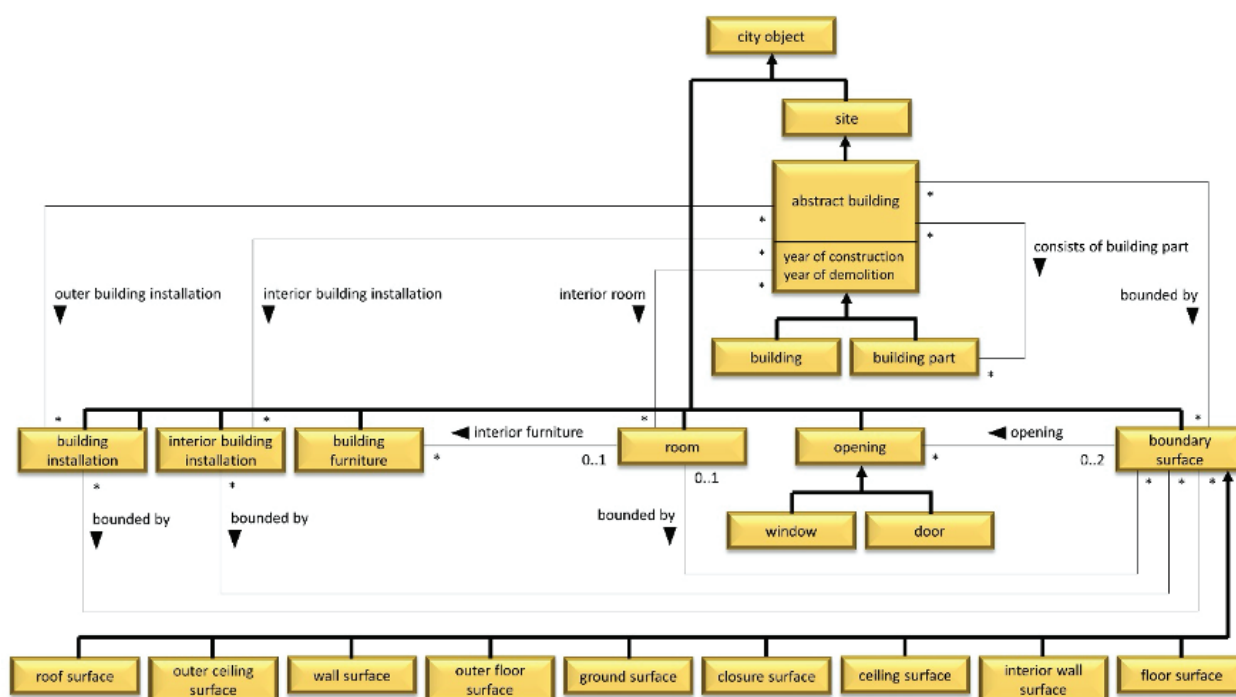 city object
site
abstract building
*
*
*
*
year of construction
year of demolition
*
consists of building part
outer building installation
interior building installation
interior room
bounded by
building
building part
*
*
*
*
*
building
installation
interior building
installation
building
furniture
interior furniture
*
0..1
room
opening
opening
*
0..2
boundary
surface
*
*
0..1
*
*
*
bounded by
bounded by
bounded by
window
door
roof surface
outer ceiling
surface
wall surface
outer floor
surface
ground surface
closure surface
ceiling surface
interior wall
surface
floor surface